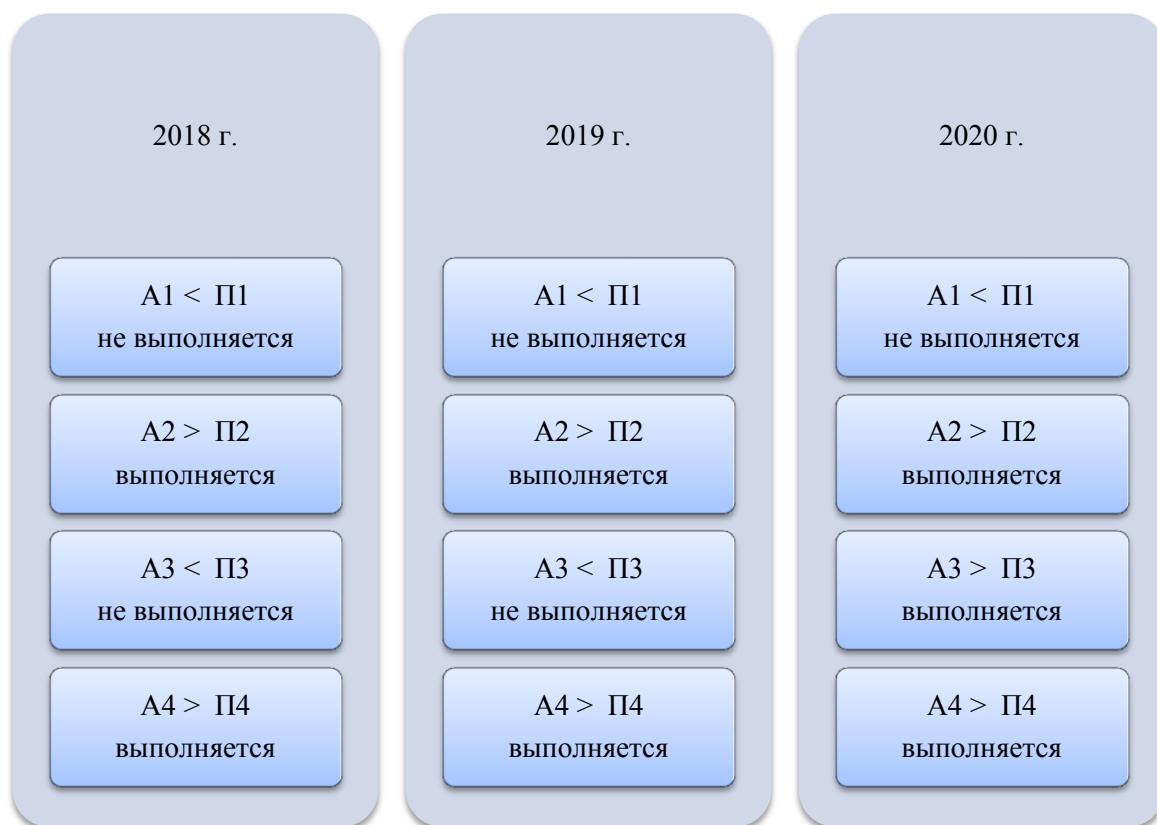 2018 г.
А1 < П1
не выполняется
А2 > П2
выполняется
А3 < П3
не выполняется
А4 > П4
выполняется
2019 г.
А1 < П1
не выполняется
А2 > П2
выполняется
А3 < П3
не выполняется
А4 > П4
выполняется
2020 г.
А1 < П1
не выполняется
А2 > П2
выполняется
А3 > П3
выполняется
А4 > П4
выполняется